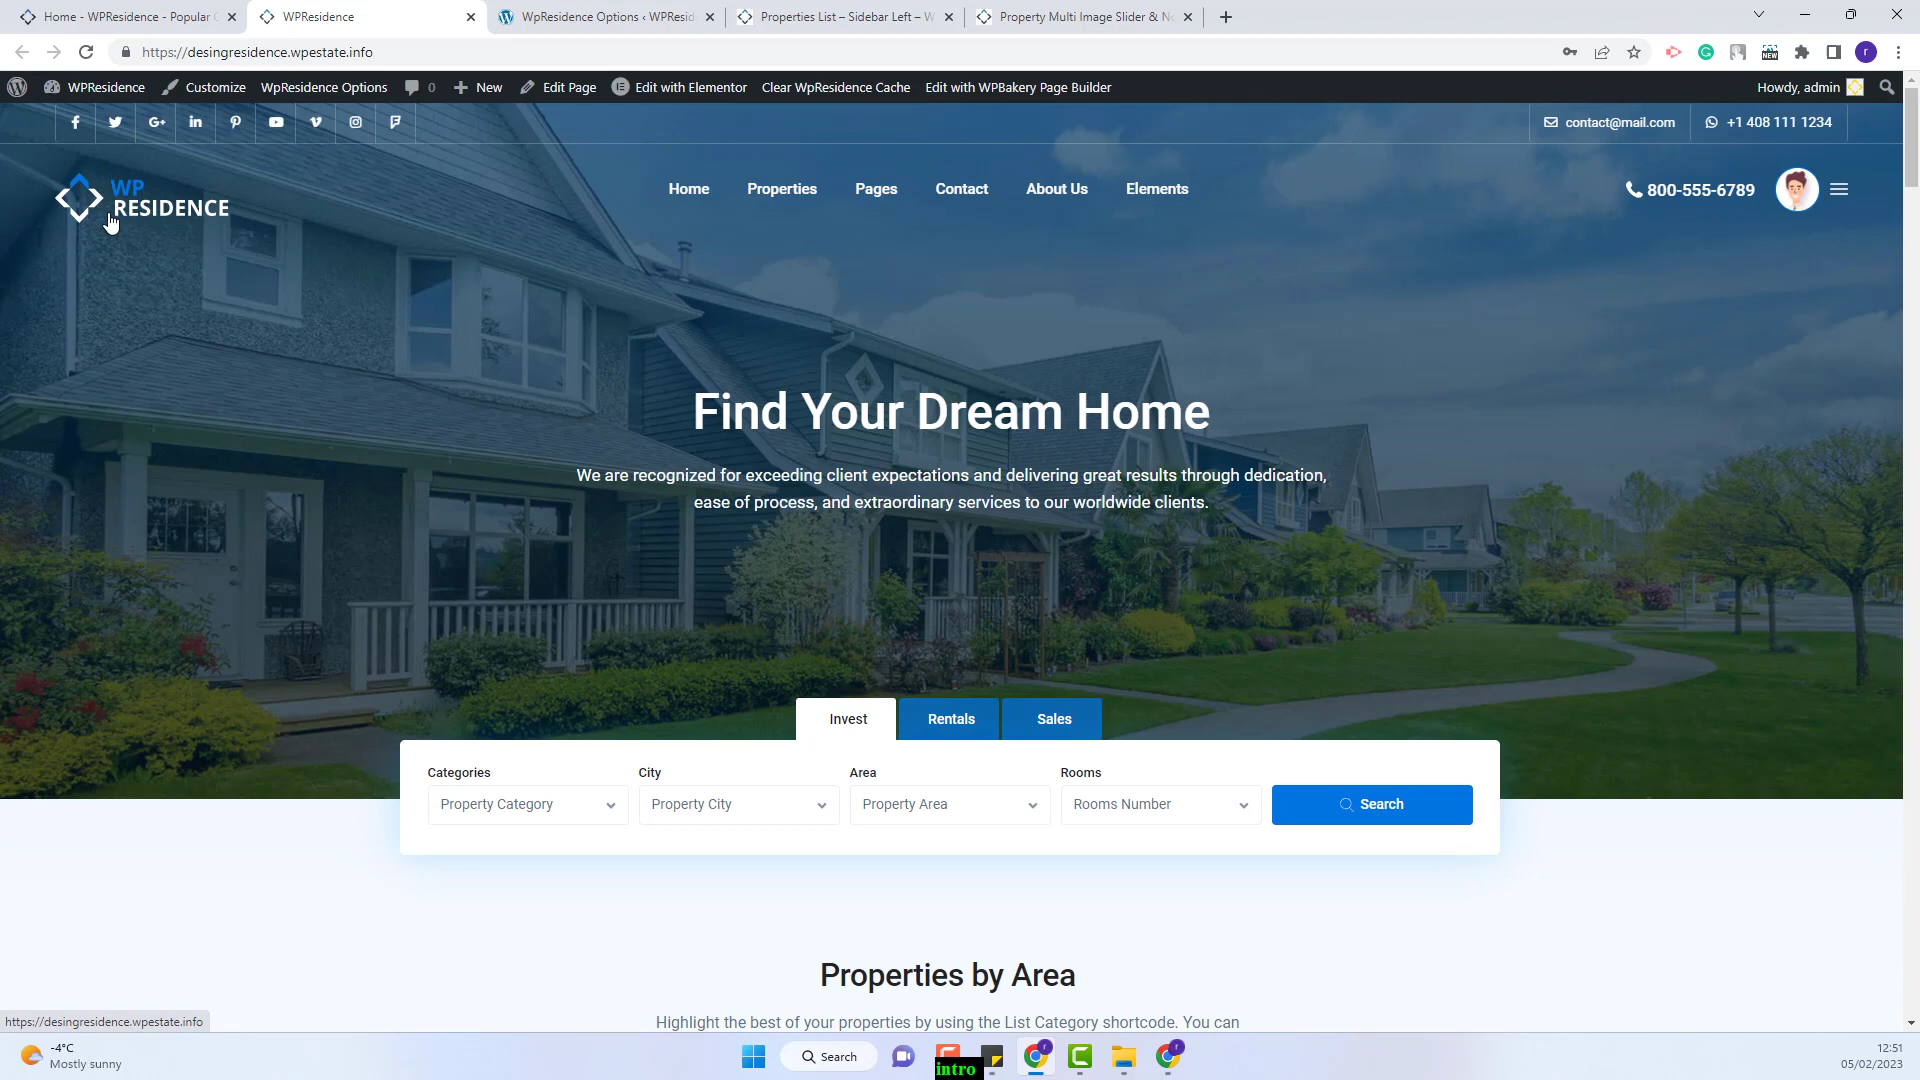 Home - WPResidence - Popular
WPResidence
WpResidence Options ‹ WPResid
Properties List – Sidebar Left – W
Property Multi Image Slider & N
https://desingresidence.wpestate.info
NEW
r
WPResidence
Customize
WpResidence Options
0
New
Edit Page
Edit with Elementor
Clear WpResidence Cache
Edit with WPBakery Page Builder
Howdy, admin
contact@mail.com
+1 408 111 1234
WP
RESIDENCE
Home
Properties
Pages
Contact
About Us
Elements
800-555-6789
Find Your Dream Home
We are recognized for exceeding client expectations and delivering great results through dedication,
ease of process, and extraordinary services to our worldwide clients.
Invest
Rentals
Sales
Categories
City
Area
Rooms
Property Category
Property City
Property Area
Rooms Number
Search
Properties by Area
Highlight the best of your properties by using the List Category shortcode. You can
https://desingresidence.wpestate.info
-4°C
Mostly sunny
Search
intro
12:51
05/02/2023